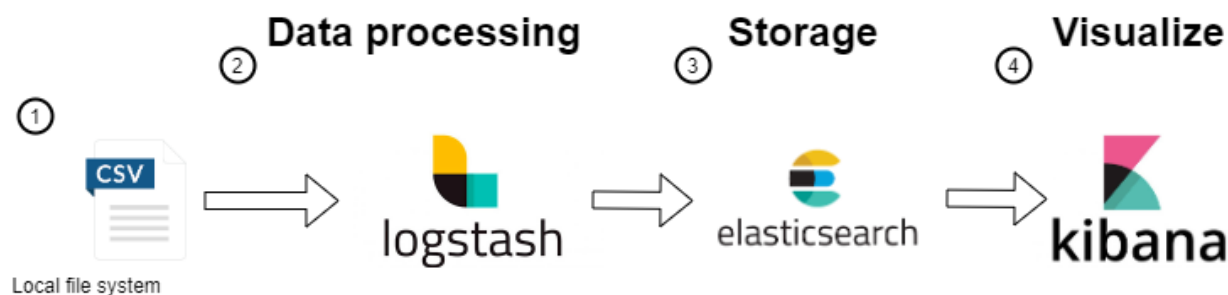 Data processing
Storage
Visualize
1
2
3
4
CSV
logstash
elasticsearch
kibana
Local file system